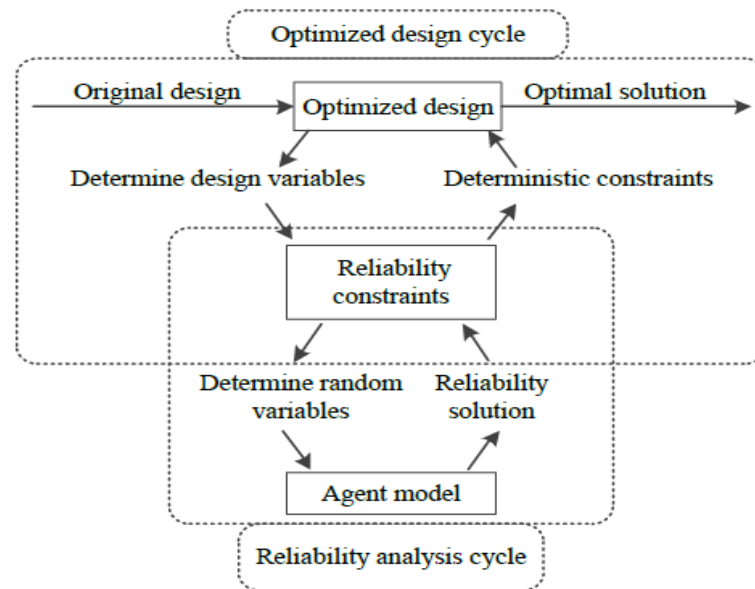 Optimized design cycle
Original design
Optimized design
Optimal solution
Determine design variables
Deterministic constraints
Reliability
constraints
Determine random
variables
Reliability
solution
Agent model
Reliability analysis cycle